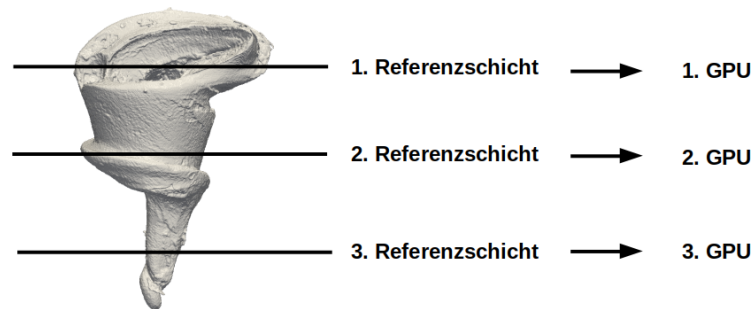 1. Referenzschicht 1. GPU
2. Referenzschicht 2. GPU
3. Referenzschicht 3. GPU